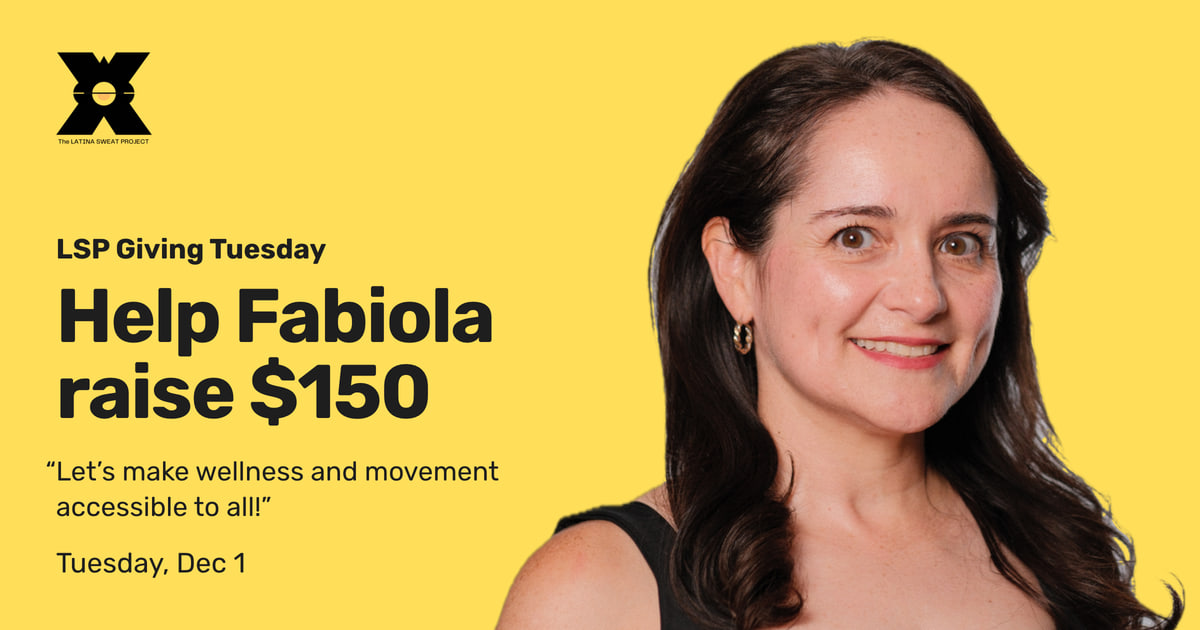 The LATINA SWEAT PROJECT
LSP Giving Tuesday
Help Fabiola
raise $150
“Let’s make wellness and movement
accessible to all!”
Tuesday, Dec 1